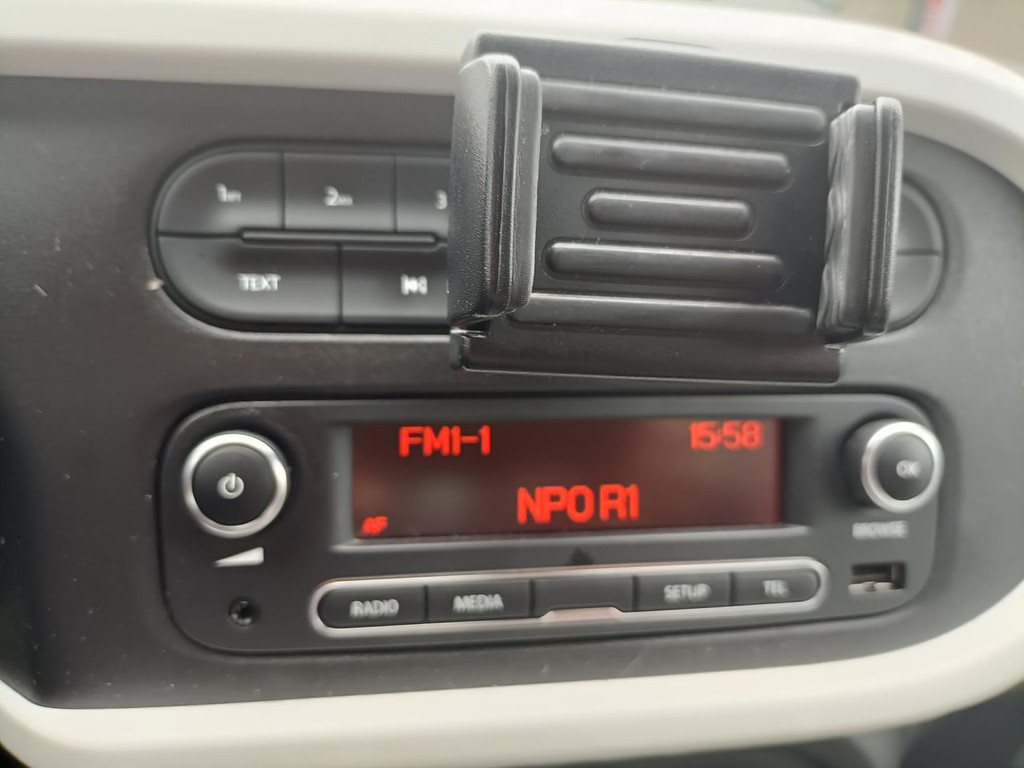 1
2
3
TEXT
FM1-1 15:58
NPO R1
AF
OK
BROWSE
RADIO MEDIA SETUP TEL